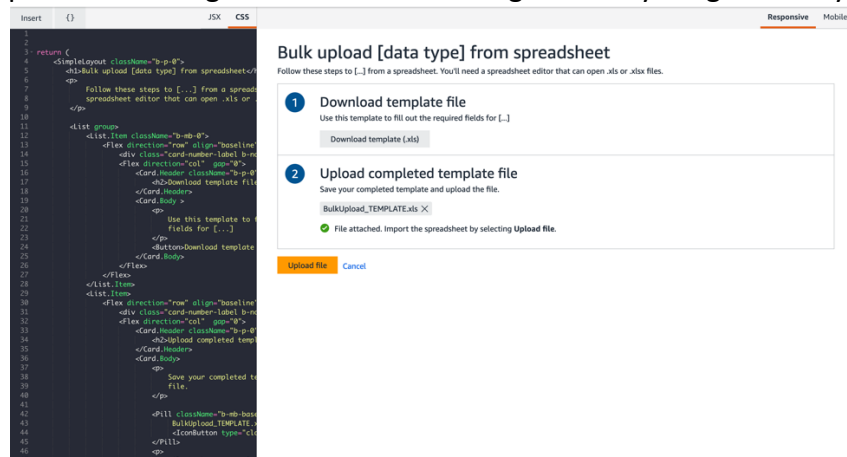 Insert {} JSX CSS Responsive Mobile
1
2
3 return (
4 <SimpleLayout className="b-p-0">
5 <h1>Bulk upload [data type] from spreadsheet</
6 <p>
7 Follow these steps to [...] from a spreads
8 spreadsheet editor that can open .xls or .
9 </p>
10
11 <List group>
12 <List.Item className="b-mb-0">
13 <Flex direction="row" align="baseline"
14 <div class="card-number-label b-
15 <Flex direction="col" gap="0">
16 <Card.Header className="b-p-0"
17 <h2>Download template file
18 </Card.Header>
19 <Card.Body >
20 <p>
21 Use this template to
22 fields for [...]
23 </p>
24 <Button>Download template
25 </Card.Body>
26 </Flex>
27 </Flex>
28 </List.Item>
29 <List.Item>
30 <Flex direction="row" align="baseline"
31 <div class="card-number-label b-
32 <Flex direction="col" gap="0">
33 <Card.Header className="b-p-0"
34 <h2>Upload completed templ
35 </Card.Header>
36 <Card.Body>
37 <p>
38 Save your completed te
39 file.
40 </p>
41
42 <Pill className="b-mb-base
43 BulkUpload_TEMPLATE.
44 <IconButton type="clo
45 </Pill>
46 <p>
Bulk upload [data type] from spreadsheet
Follow these steps to [...] from a spreadsheet. You'll need a spreadsheet editor that can open .xls or .xlsx files.
1 Download template file
Use this template to fill out the required fields for [...]
Download template (.xls)
2 Upload completed template file
Save your completed template and upload the file.
BulkUpload_TEMPLATE.xls ×
File attached. Import the spreadsheet by selecting Upload file.
Upload file Cancel